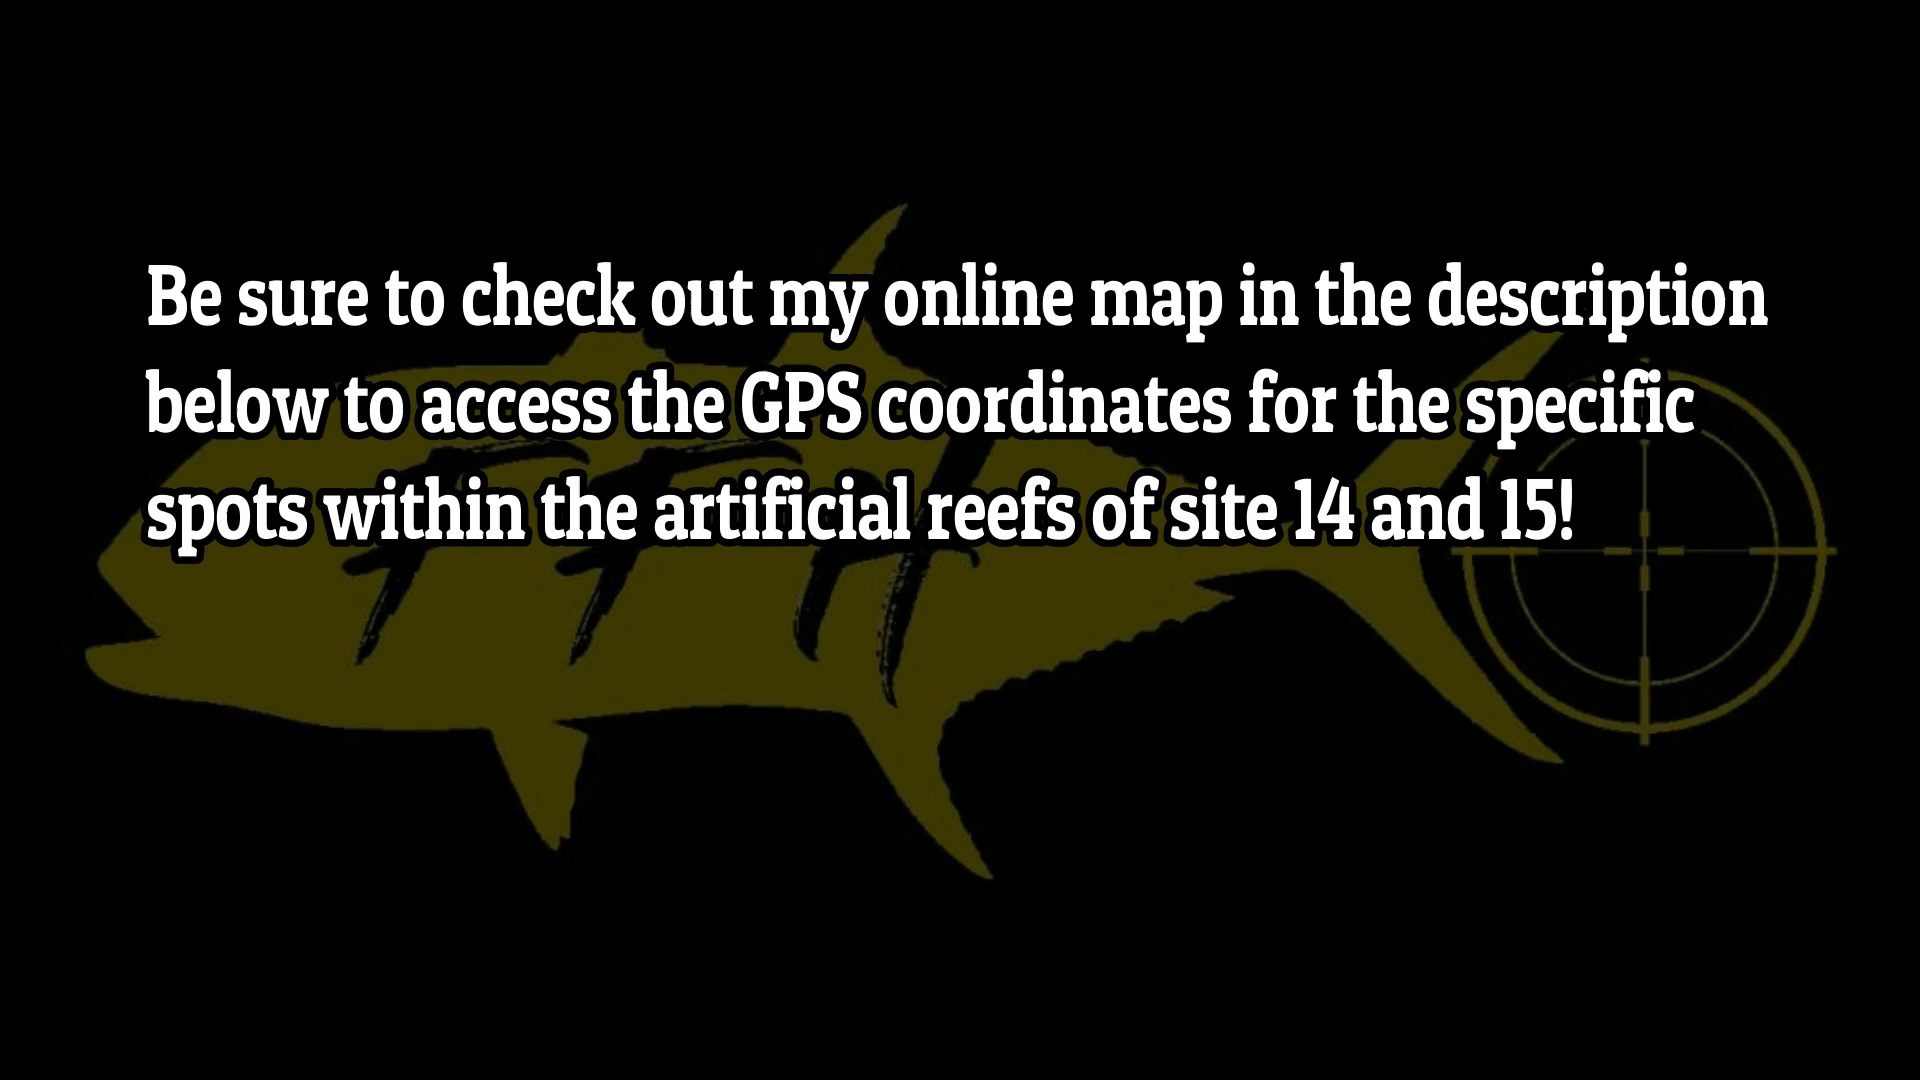 Be sure to check out my online map in the description
below to access the GPS coordinates for the specific
spots within the artificial reefs of site 14 and 15!